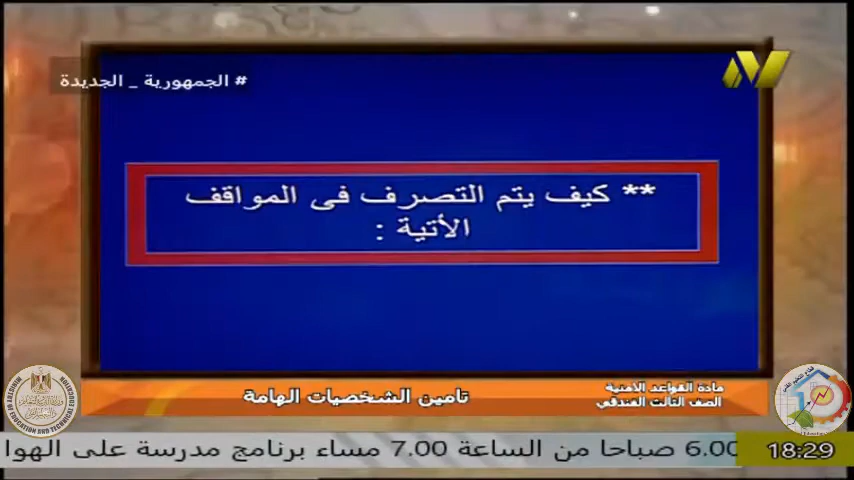 # الجمهورية _ الجديدة
** كيف يتم التصرف فى المواقف
الأتية :
مادة القواعد الامنية
الصف الثالث الفندقي
تامين الشخصيات الهامة
6.00 صباحا من الساعة 7.00 مساء برنامج مدرسة على الهوا
18:29